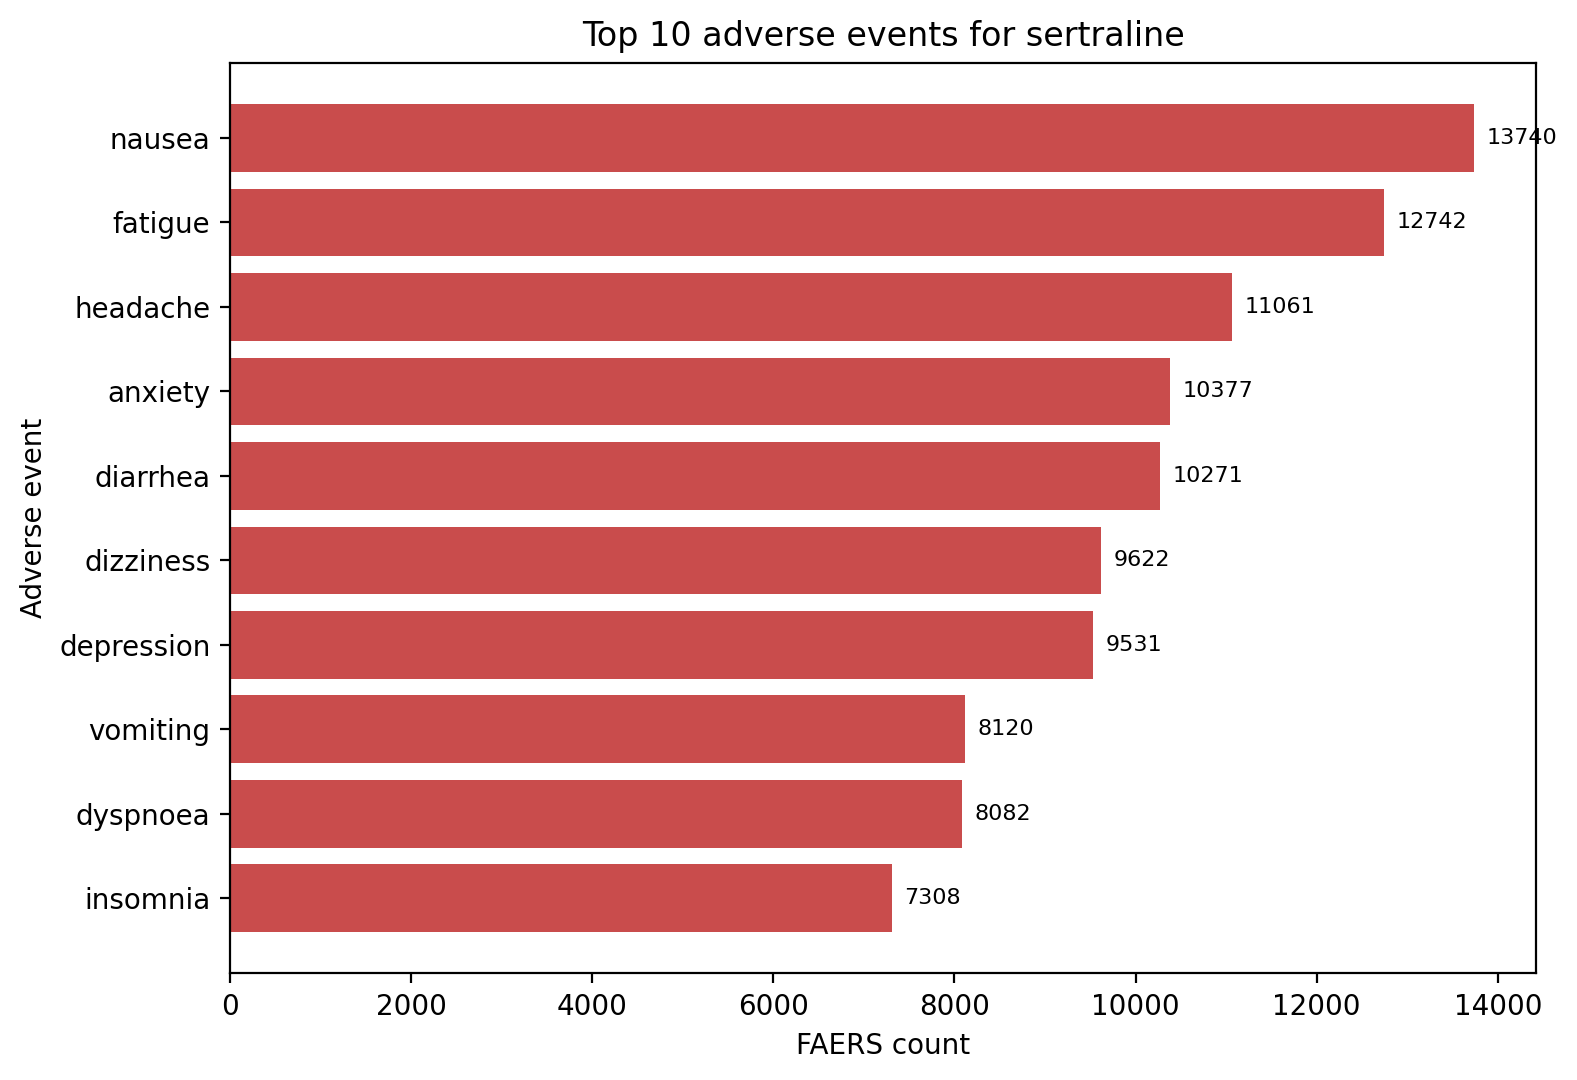 Top 10 adverse events for sertraline
nausea 13740
fatigue 12742
headache 11061
anxiety 10377
diarrhea 10271
dizziness 9622
depression 9531
vomiting 8120
dyspnoea 8082
insomnia 7308
Adverse event
0 2000 4000 6000 8000 10000 12000 14000
FAERS count